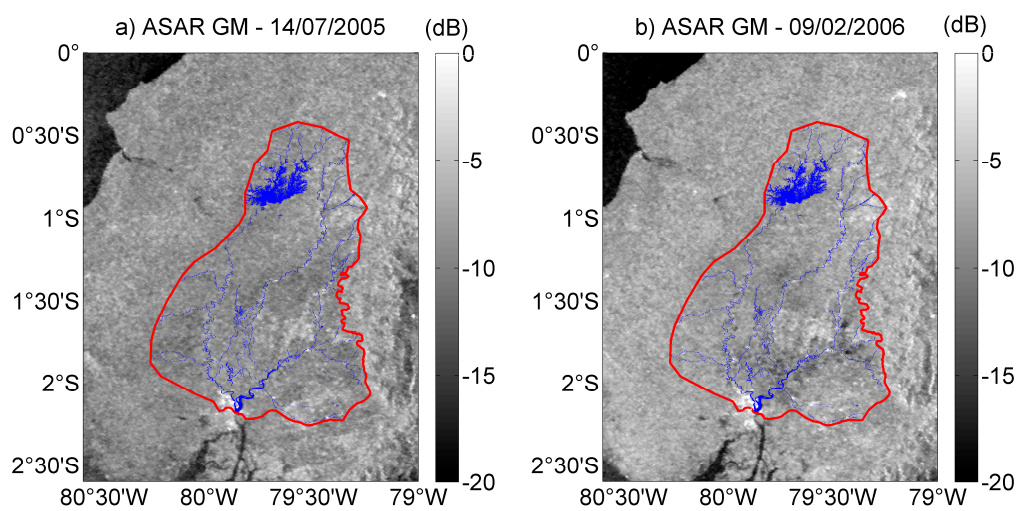 a) ASAR GM - 14/07/2005 (dB)
0°
0°30'S
1°S
1°30'S
2°S
2°30'S
80°30'W 80°W 79°30'W 79°W
0
-5
-10
-15
-20
b) ASAR GM - 09/02/2006 (dB)
0°
0°30'S
1°S
1°30'S
2°S
2°30'S
80°30'W 80°W 79°30'W 79°W
0
-5
-10
-15
-20